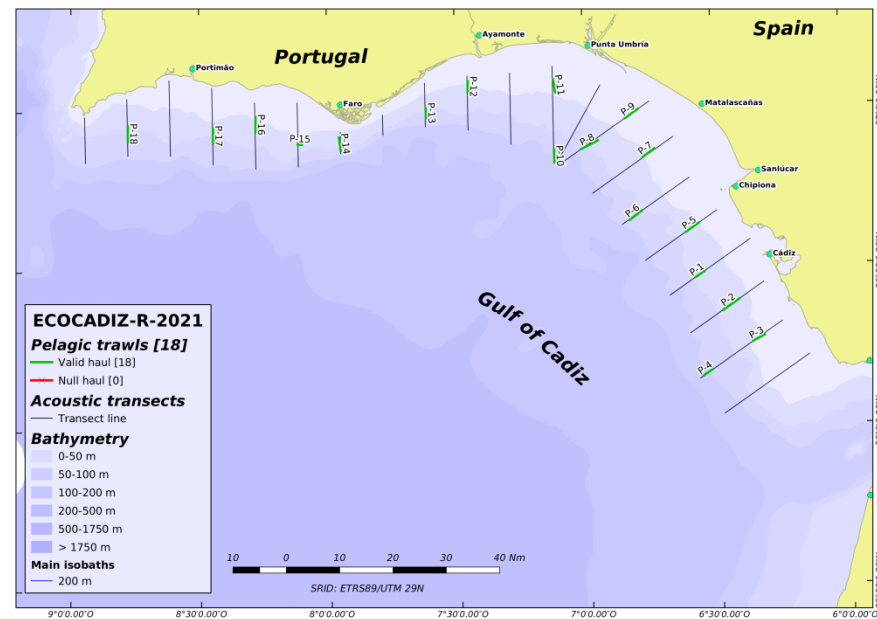 Spain
Ayamonte
Punta Umbría
Portugal
Portimão
Faro
Matalascañas
Sanlúcar
Chipiona
Cádiz
P-18
P-17
P-16
P-15
P-14
P-13
P-12
P-11
P-10
P-9
P-8
P-7
P-6
P-5
P-1
P-2
P-3
P-4
Gulf of Cadiz
ECOCADIZ-R-2021
Pelagic trawls [18]
Valid haul [18]
Null haul [0]
Acoustic transects
Transect line
Bathymetry
0-50 m
50-100 m
100-200 m
200-500 m
500-1750 m
> 1750 m
Main isobaths
200 m
10 0 10 20 30 40 Nm
SRID: ETRS89/UTM 29N
9°0'0.00'O 8°30'0.00'O 8°0'0.00'O 7°30'0.00'O 7°0'0.00'O 6°30'0.00'O 6°0'0.00'O